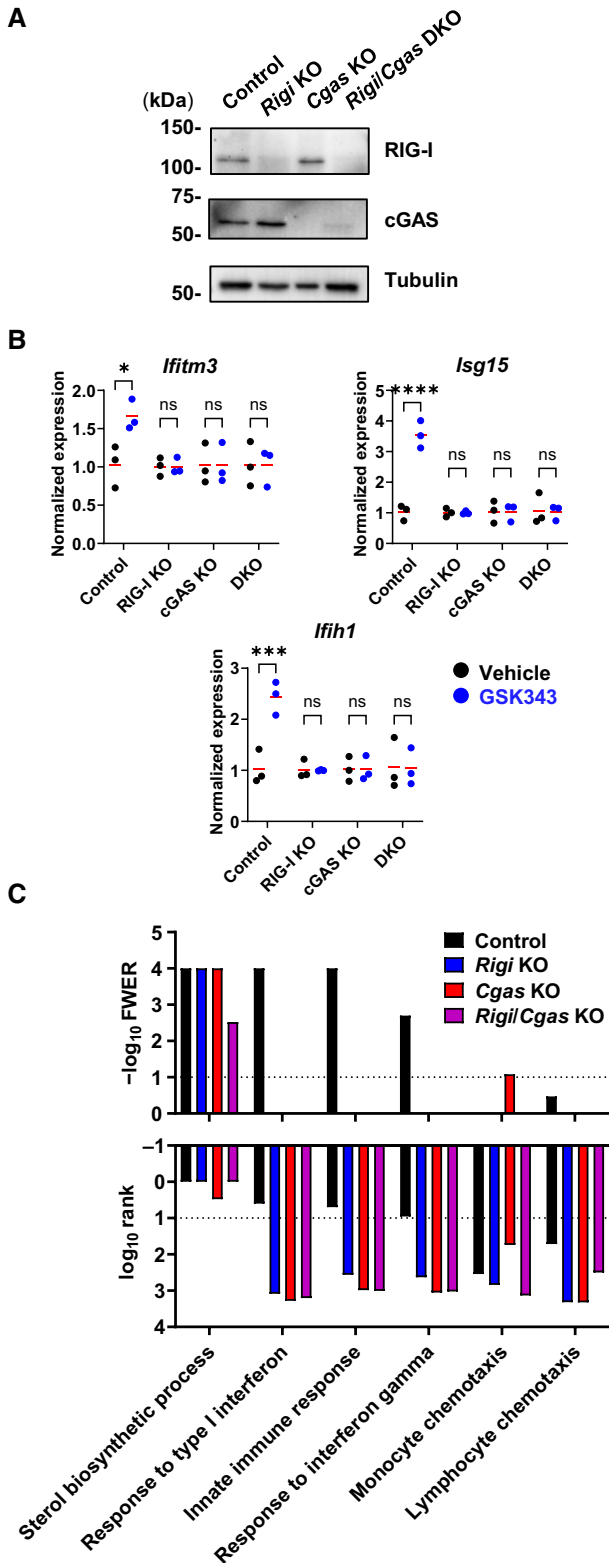 A
(kDa)
Control
Rigi KO
Cgas KO
Rigi/Cgas DKO
150-
100-
RIG-I
75-
50-
cGAS
50-
Tubulin
B
Ifitm3
Normalized expression
2.0
1.5
1.0
0.5
0.0
*
ns
ns
ns
Control
RIG-I KO
cGAS KO
DKO
Isg15
Normalized expression
5
4
3
2
1
0
****
ns
ns
ns
Control
RIG-I KO
cGAS KO
DKO
Ifih1
Normalized expression
3
2
1
0
***
ns
ns
ns
Control
RIG-I KO
cGAS KO
DKO
Vehicle
GSK343
C
–log10 FWER
5
4
3
2
1
0
Control
Rigi KO
Cgas KO
Rigi/Cgas KO
log10 rank
–1
0
1
2
3
4
Sterol biosynthetic process
Response to type I interferon
Innate immune response
Response to interferon gamma
Monocyte chemotaxis
Lymphocyte chemotaxis